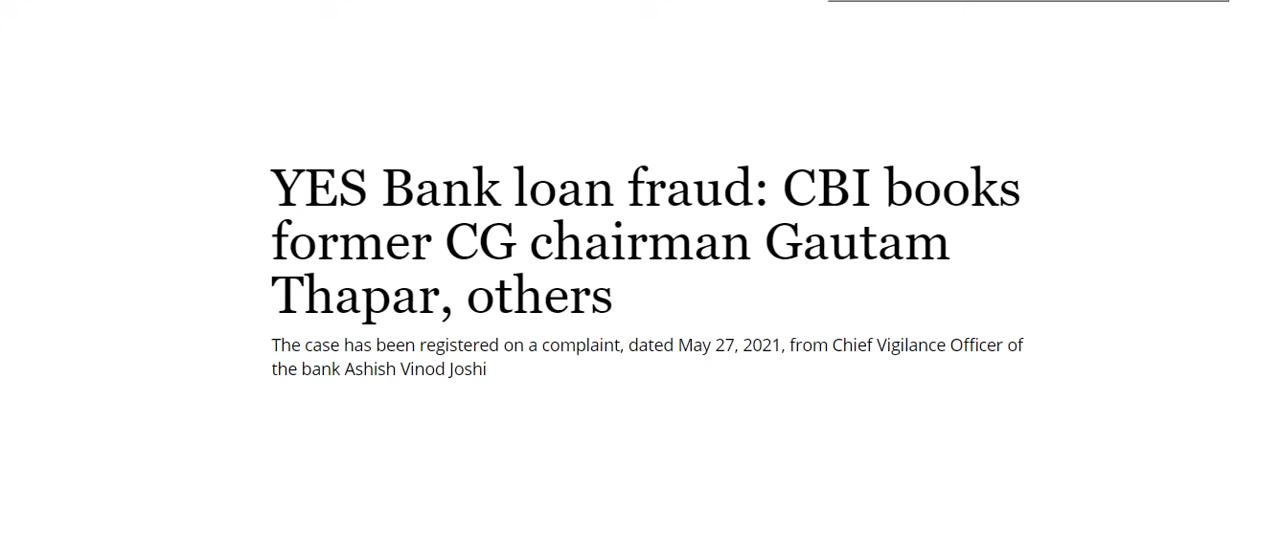 YES Bank loan fraud: CBI books
former CG chairman Gautam
Thapar, others
The case has been registered on a complaint, dated May 27, 2021, from Chief Vigilance Officer of
the bank Ashish Vinod Joshi